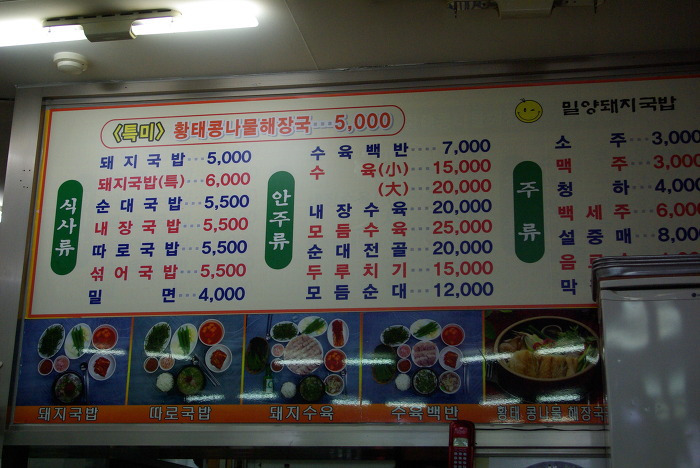 〈특미〉 황태콩나물해장국…5,000
밀양돼지국밥
식사류
돼지국밥…5,000
돼지국밥(특)…6,000
순대국밥…5,500
내장국밥…5,500
따로국밥…5,500
섞어국밥…5,500
밀 면…4,000
안주류
수육백반…7,000
수 육(小)…15,000
(大)…20,000
내장수육…20,000
모듬수육…25,000
순대전골…20,000
두루치기…15,000
모듬순대…12,000
주류
소 주…3,000
맥 주…3,000
청 하…4,000
백세주…6,000
설중매…8,000
막
돼지국밥
따로국밥
돼지수육
수육백반
황태 콩나물 해장국